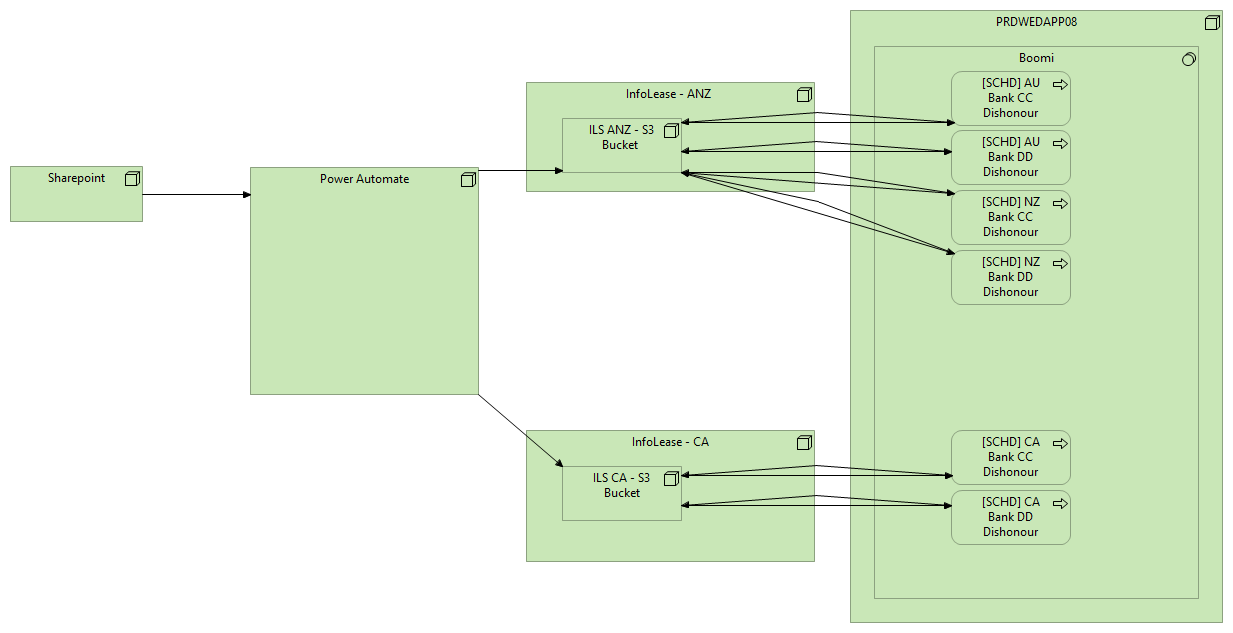 PRDWEDAPP08
Boomi
[SCHD] AU
Bank CC
Dishonour
[SCHD] AU
Bank DD
Dishonour
[SCHD] NZ
Bank CC
Dishonour
[SCHD] NZ
Bank DD
Dishonour
[SCHD] CA
Bank CC
Dishonour
[SCHD] CA
Bank DD
Dishonour
InfoLease - ANZ
ILS ANZ - S3
Bucket
Sharepoint
Power Automate
InfoLease - CA
ILS CA - S3
Bucket